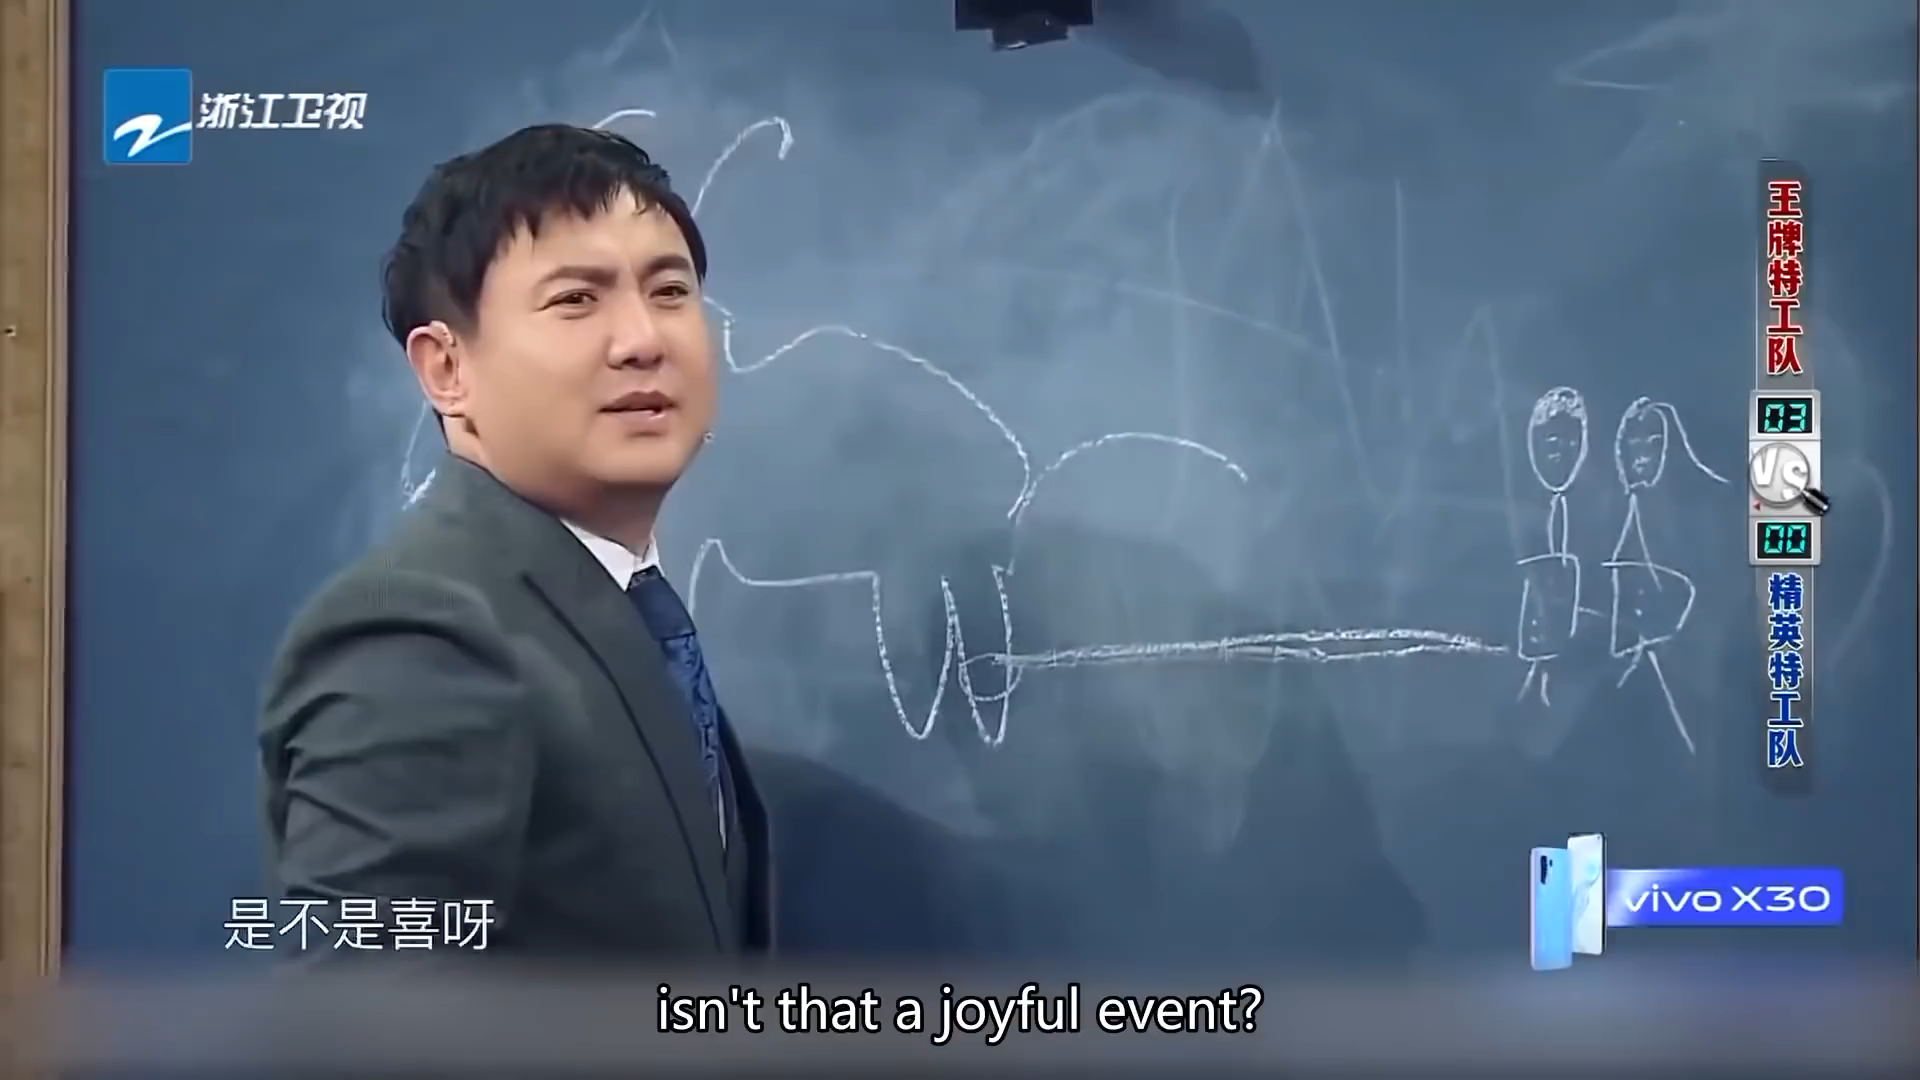 浙江卫视
王牌特工队
03
VS
00
精英特工队
vivo X30
是不是喜呀
isn't that a joyful event?